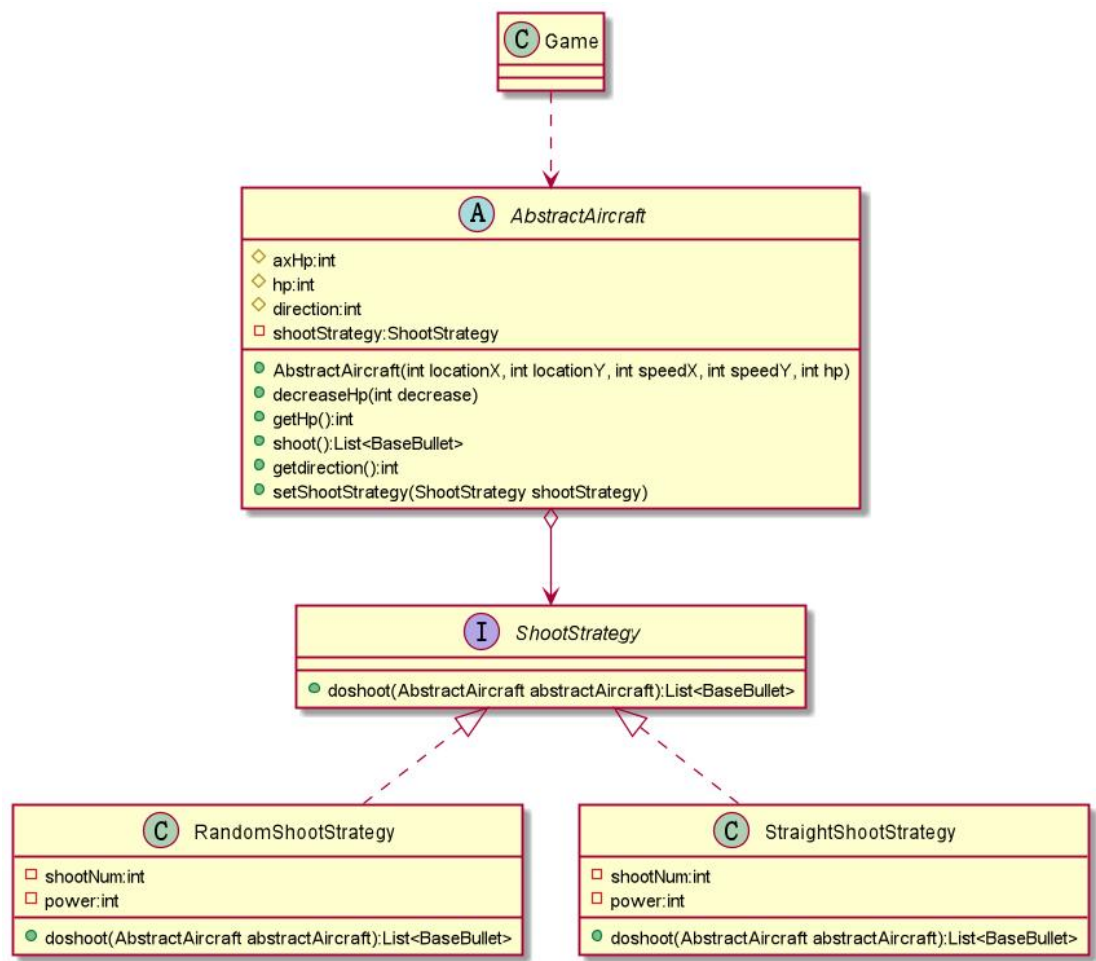 C Game
A AbstractAircraft
axHp:int
hp:int
direction:int
shootStrategy:ShootStrategy
AbstractAircraft(int locationX, int locationY, int speedX, int speedY, int hp)
decreaseHp(int decrease)
getHp():int
shoot():List<BaseBullet>
getdirection():int
setShootStrategy(ShootStrategy shootStrategy)
I ShootStrategy
doshoot(AbstractAircraft abstractAircraft):List<BaseBullet>
C RandomShootStrategy
shootNum:int
power:int
doshoot(AbstractAircraft abstractAircraft):List<BaseBullet>
C StraightShootStrategy
shootNum:int
power:int
doshoot(AbstractAircraft abstractAircraft):List<BaseBullet>